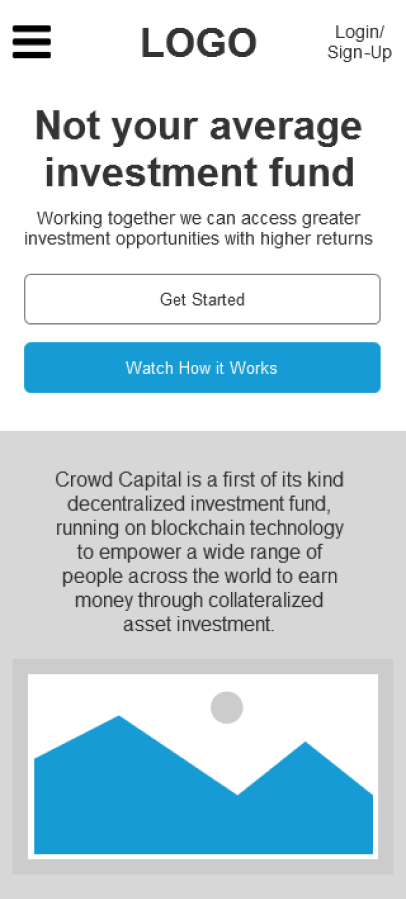 LOGO
Login/
Sign-Up
Not your average
investment fund
Working together we can access greater
investment opportunities with higher returns
Get Started
Watch How it Works
Crowd Capital is a first of its kind
decentralized investment fund,
running on blockchain technology
to empower a wide range of
people across the world to earn
money through collateralized
asset investment.